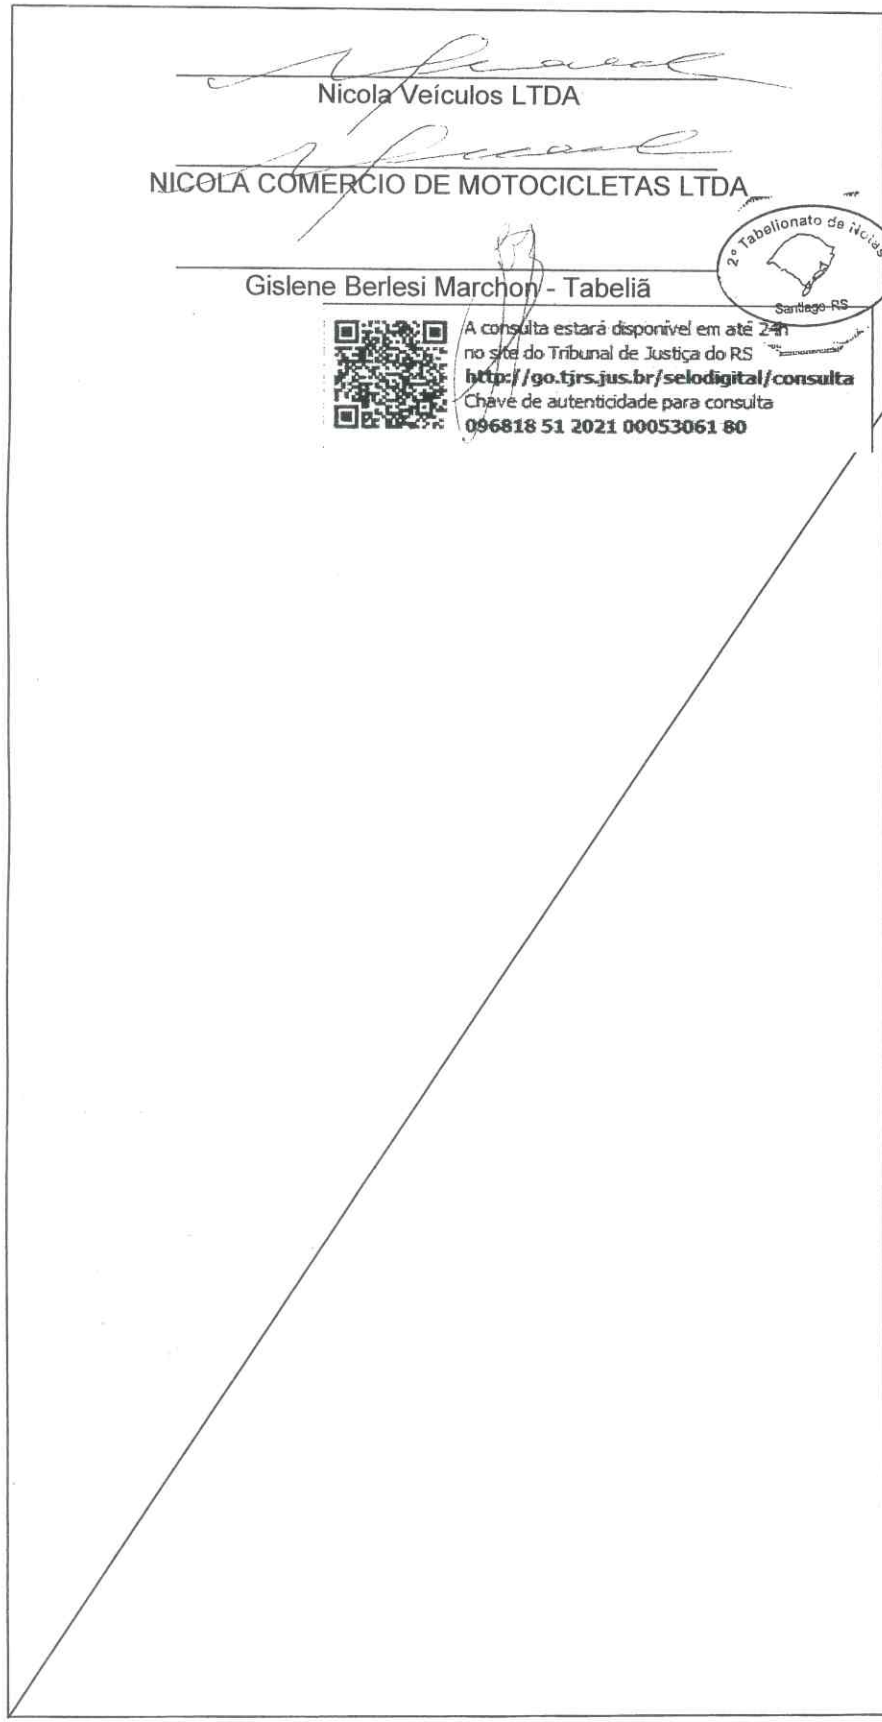 Nicola Veículos LTDA
NICOLA COMERCIO DE MOTOCICLETAS LTDA
2º Tabelionato de Notas
Santiago-RS
Gislene Berlesi Marchon - Tabeliã
A consulta estará disponível em até 24h
no site do Tribunal de Justiça do RS
http://go.tjrs.jus.br/selodigital/consulta
Chave de autenticidade para consulta
096818 51 2021 00053061 80